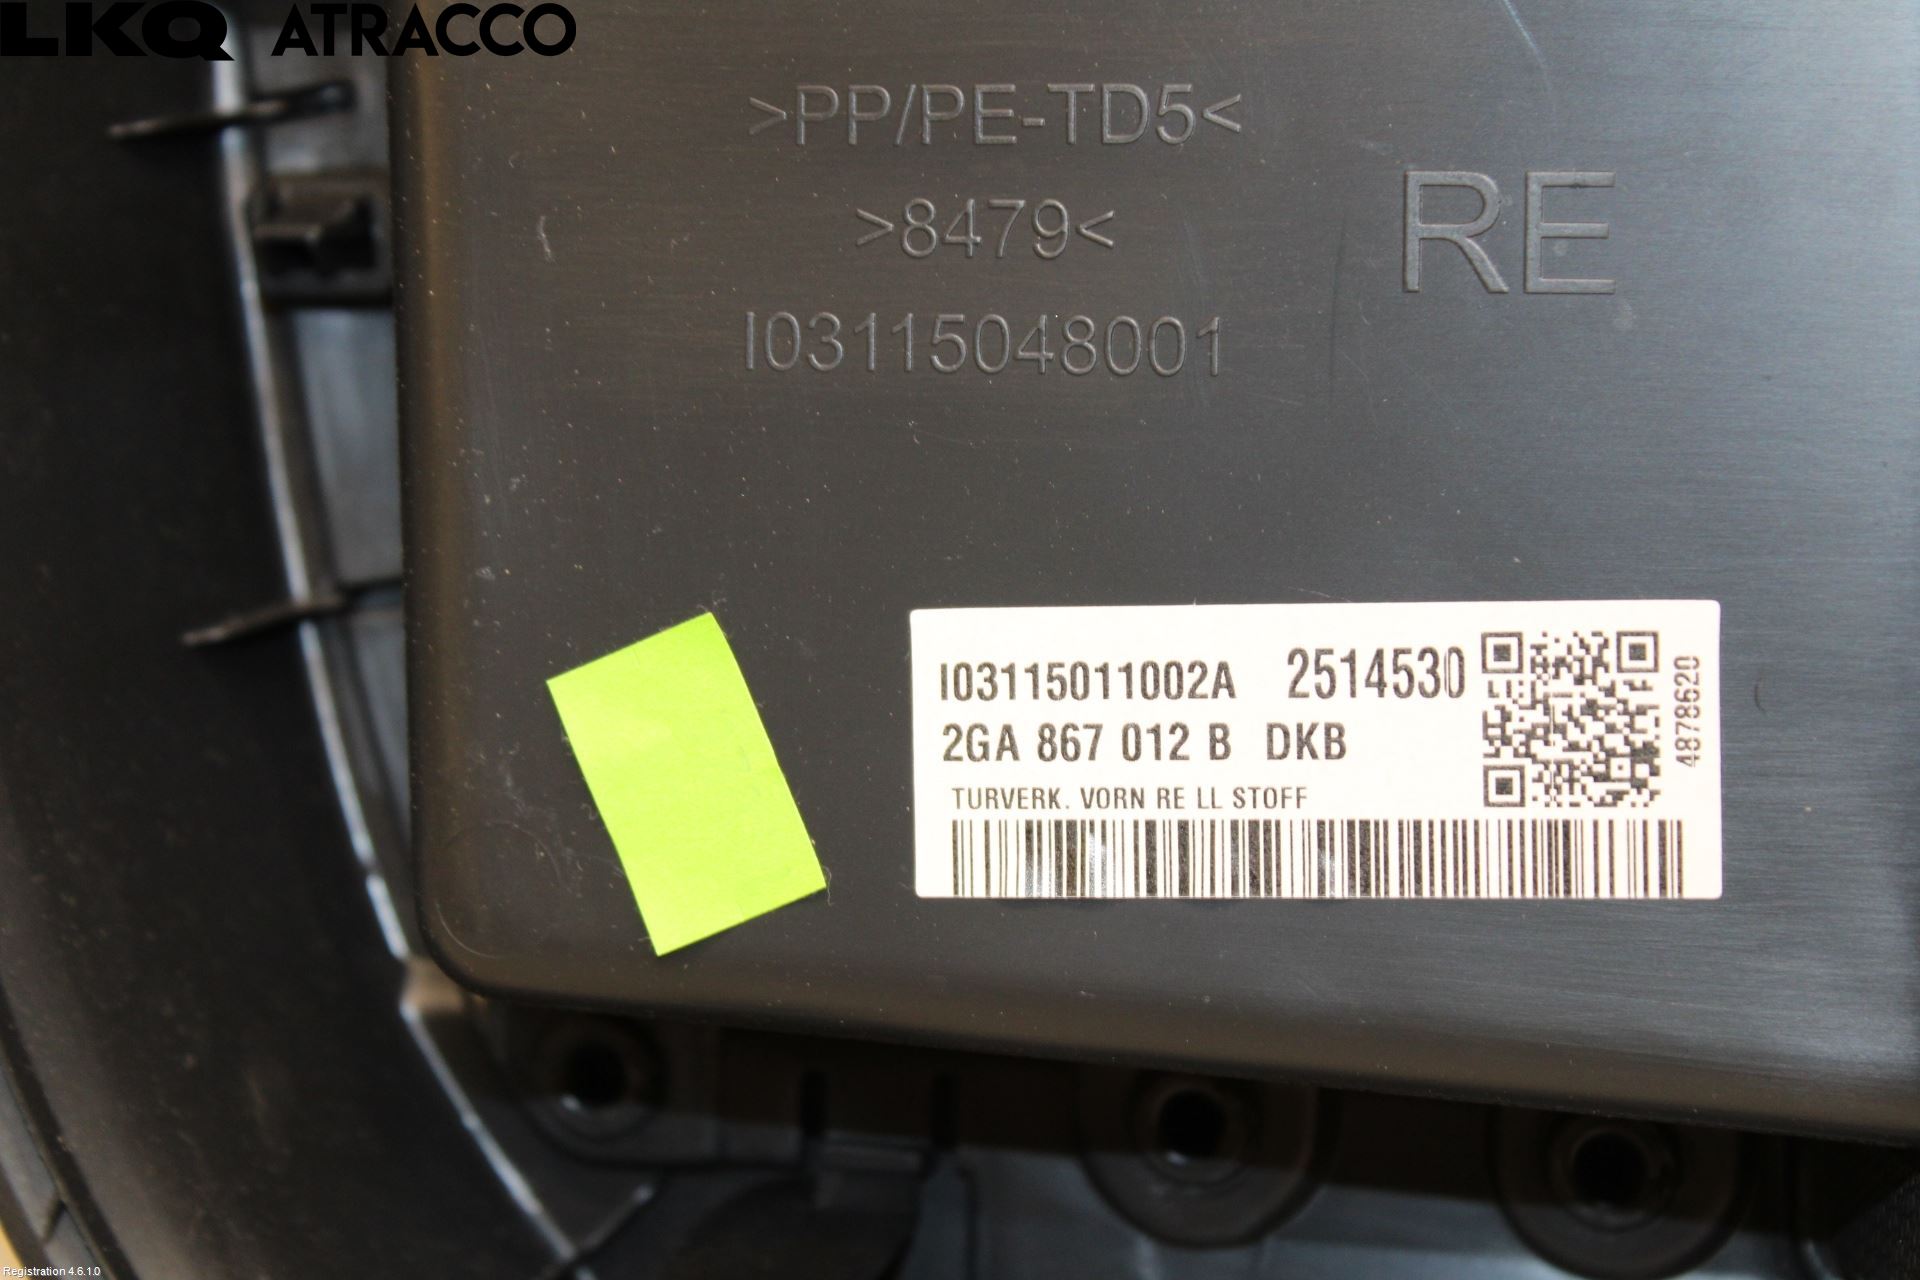 LKQ ATRACCO
>PP/PE-TD5<
>8479<
RE
I03115048001
I03115011002A 2514530
2GA 867 012 B DKB
TURVERK. VORN RE LL STOFF
48786620
Registration 4.6.1.0